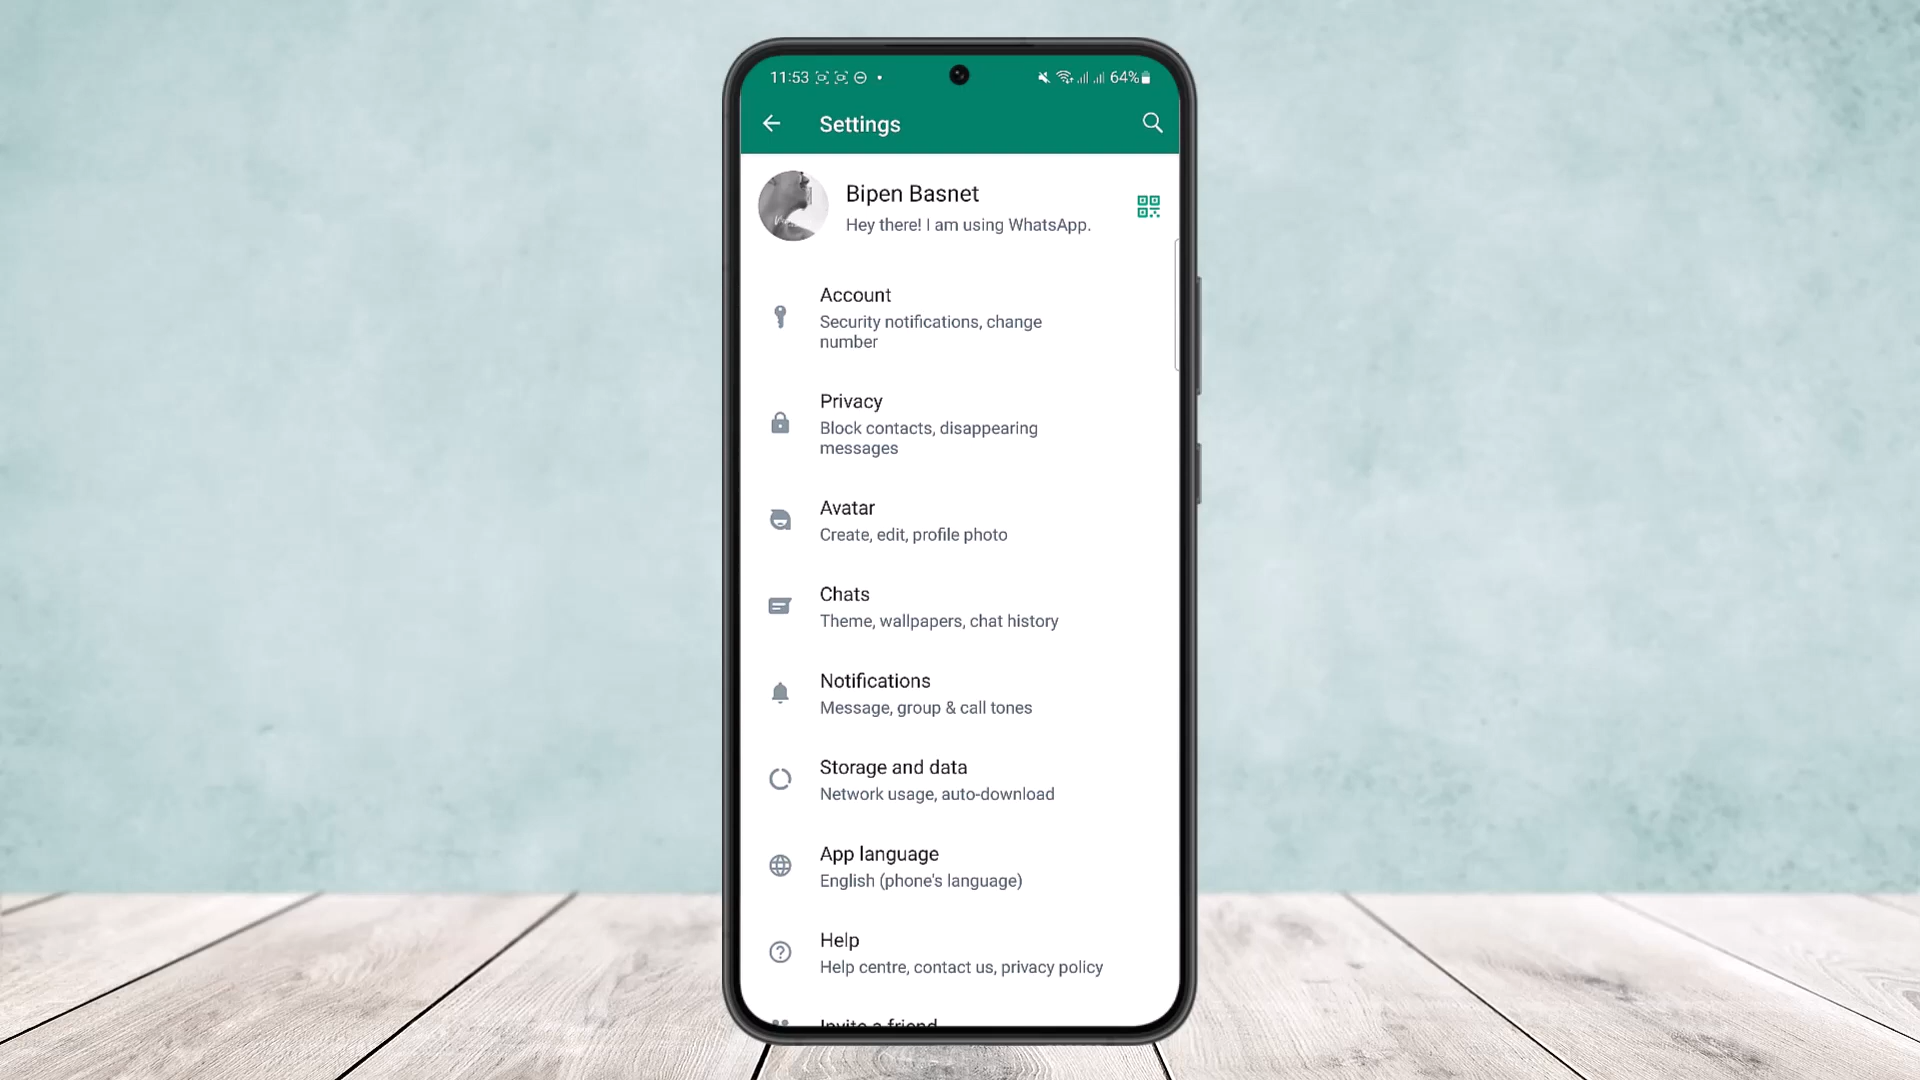 11:53
64%
Settings
Bipen Basnet
Hey there! I am using WhatsApp.
Account
Security notifications, change
number
Privacy
Block contacts, disappearing
messages
Avatar
Create, edit, profile photo
Chats
Theme, wallpapers, chat history
Notifications
Message, group & call tones
Storage and data
Network usage, auto-download
App language
English (phone's language)
Help
Help centre, contact us, privacy policy
Invite a friend